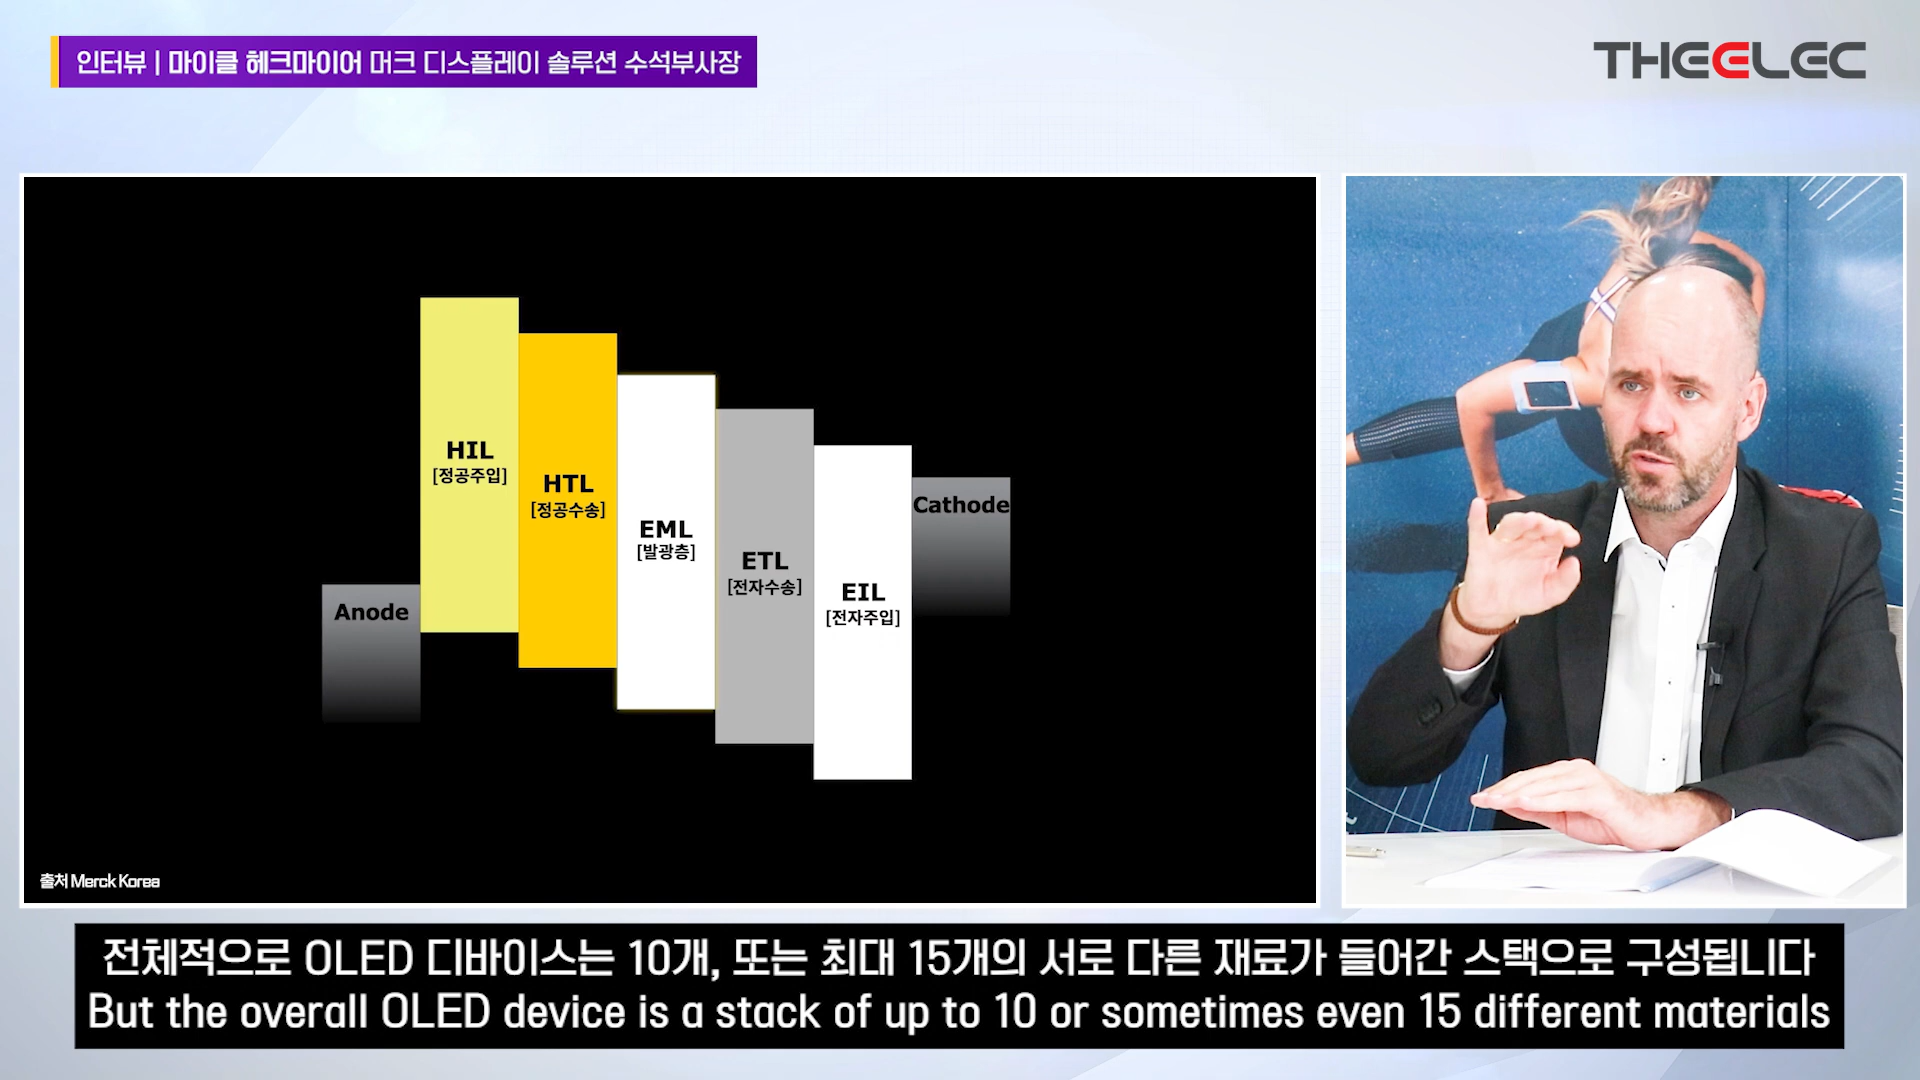 인터뷰 | 마이클 헤크마이어 머크 디스플레이 솔루션 수석부사장
THEELEC
HIL
[정공주입]
HTL
[정공수송]
EML
[발광층]
ETL
[전자수송]
EIL
[전자주입]
Cathode
Anode
출처 Merck Korea
전체적으로 OLED 디바이스는 10개, 또는 최대 15개의 서로 다른 재료가 들어간 스택으로 구성됩니다
But the overall OLED device is a stack of up to 10 or sometimes even 15 different materials